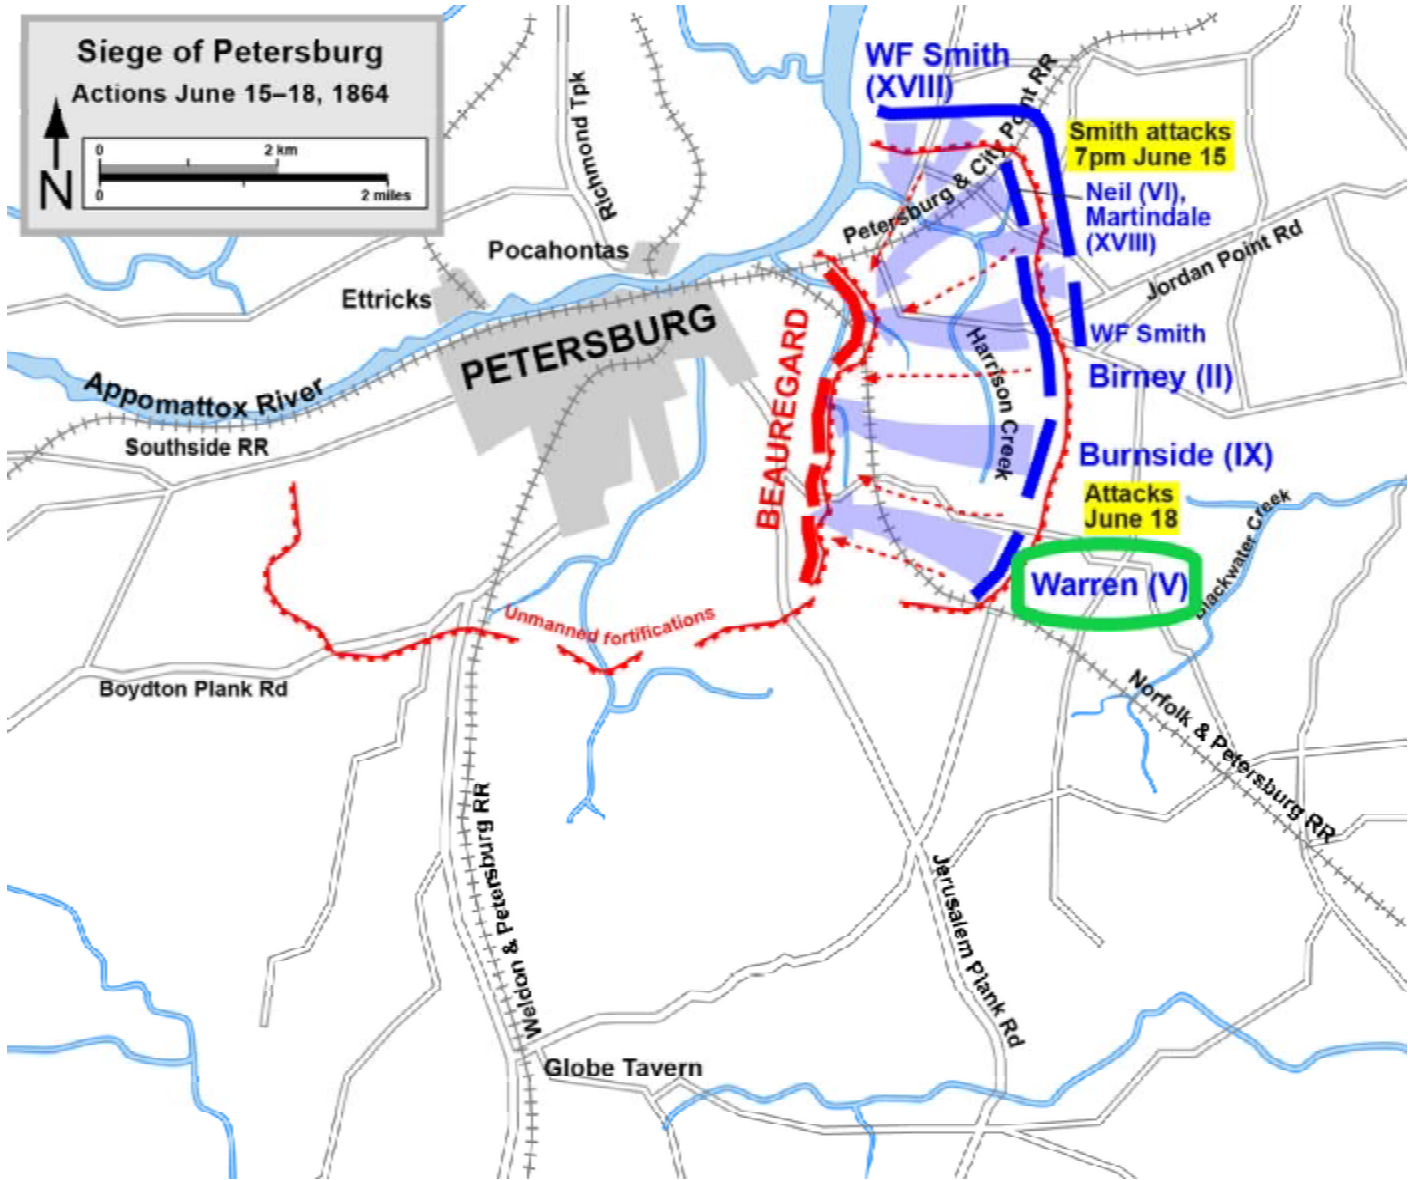 Siege of Petersburg
Actions June 15–18, 1864
N
0
2 km
0
2 miles
WF Smith
(XVIII)
Richmond Tpk
Petersburg & City Point RR
Smith attacks
7pm June 15
Neil (VI),
Martindale
(XVIII)
Jordan Point Rd
Pocahontas
Ettricks
PETERSBURG
BEAUREGARD
WF Smith
Harrison Creek
Birney (II)
Appomattox River
Southside RR
Burnside (IX)
Attacks
June 18
Blackwater Creek
Warren (V)
Unmanned fortifications
Boydton Plank Rd
Norfolk & Petersburg RR
Weldon & Petersburg RR
Jerusalem Plank Rd
Globe Tavern